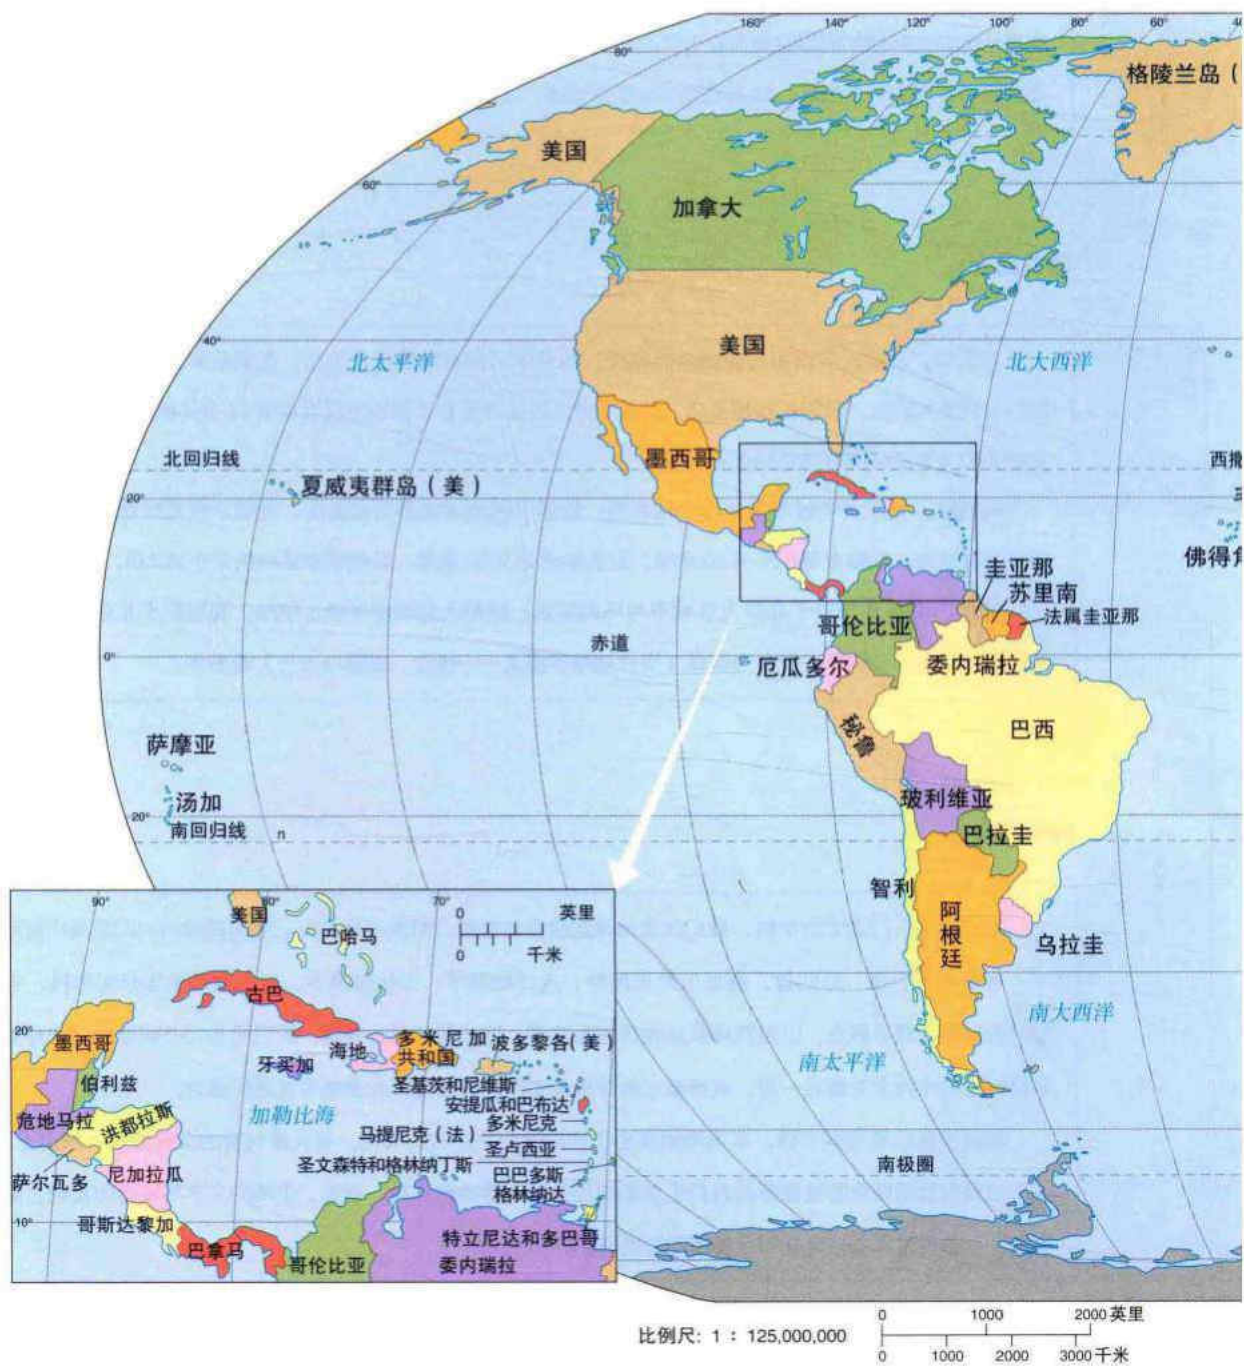 160°
140°
120°
100°
80°
60°
80°
格陵兰岛（
美国
60°
加拿大
40°
北太平洋
美国
北大西洋
北回归线
夏威夷群岛（美）
墨西哥
西撒
20°
佛得角
圭亚那
苏里南
法属圭亚那
哥伦比亚
赤道
0°
厄瓜多尔
委内瑞拉
秘鲁
巴西
萨摩亚
汤加
20°
南回归线
n
玻利维亚
巴拉圭
智利
阿根廷
乌拉圭
南大西洋
南太平洋
南极圈
90°
美国
70°
0
英里
0
千米
巴哈马
古巴
20°
墨西哥
海地
多米尼加
共和国
波多黎各(美)
牙买加
伯利兹
圣基茨和尼维斯
安提瓜和巴布达
危地马拉
洪都拉斯
加勒比海
多米尼克
马提尼克（法）
圣卢西亚
圣文森特和格林纳丁斯
萨尔瓦多
尼加拉瓜
巴巴多斯
格林纳达
10°
哥斯达黎加
特立尼达和多巴哥
巴拿马
哥伦比亚
委内瑞拉
比例尺: 1 : 125,000,000
0 1000 2000 英里
0 1000 2000 3000 千米